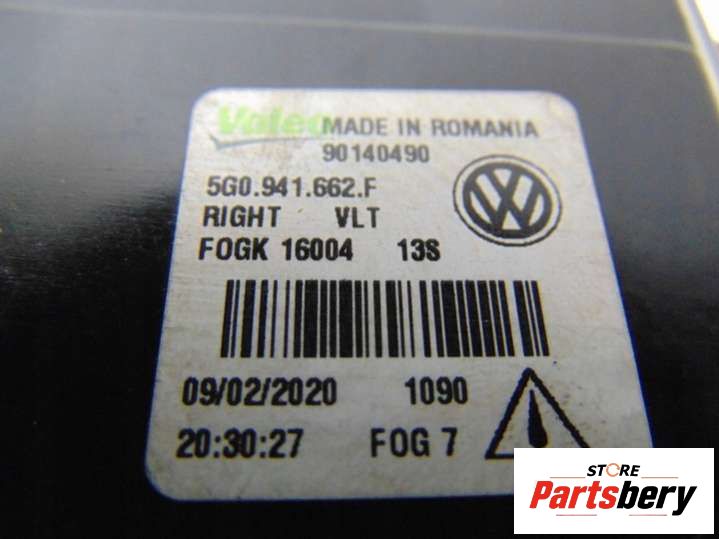 Valeo MADE IN ROMANIA
90140490
5G0.941.662.F
RIGHT VLT
FOGK 16004 13S
09/02/2020 1090
20:30:27 FOG 7
STORE
Partsbery